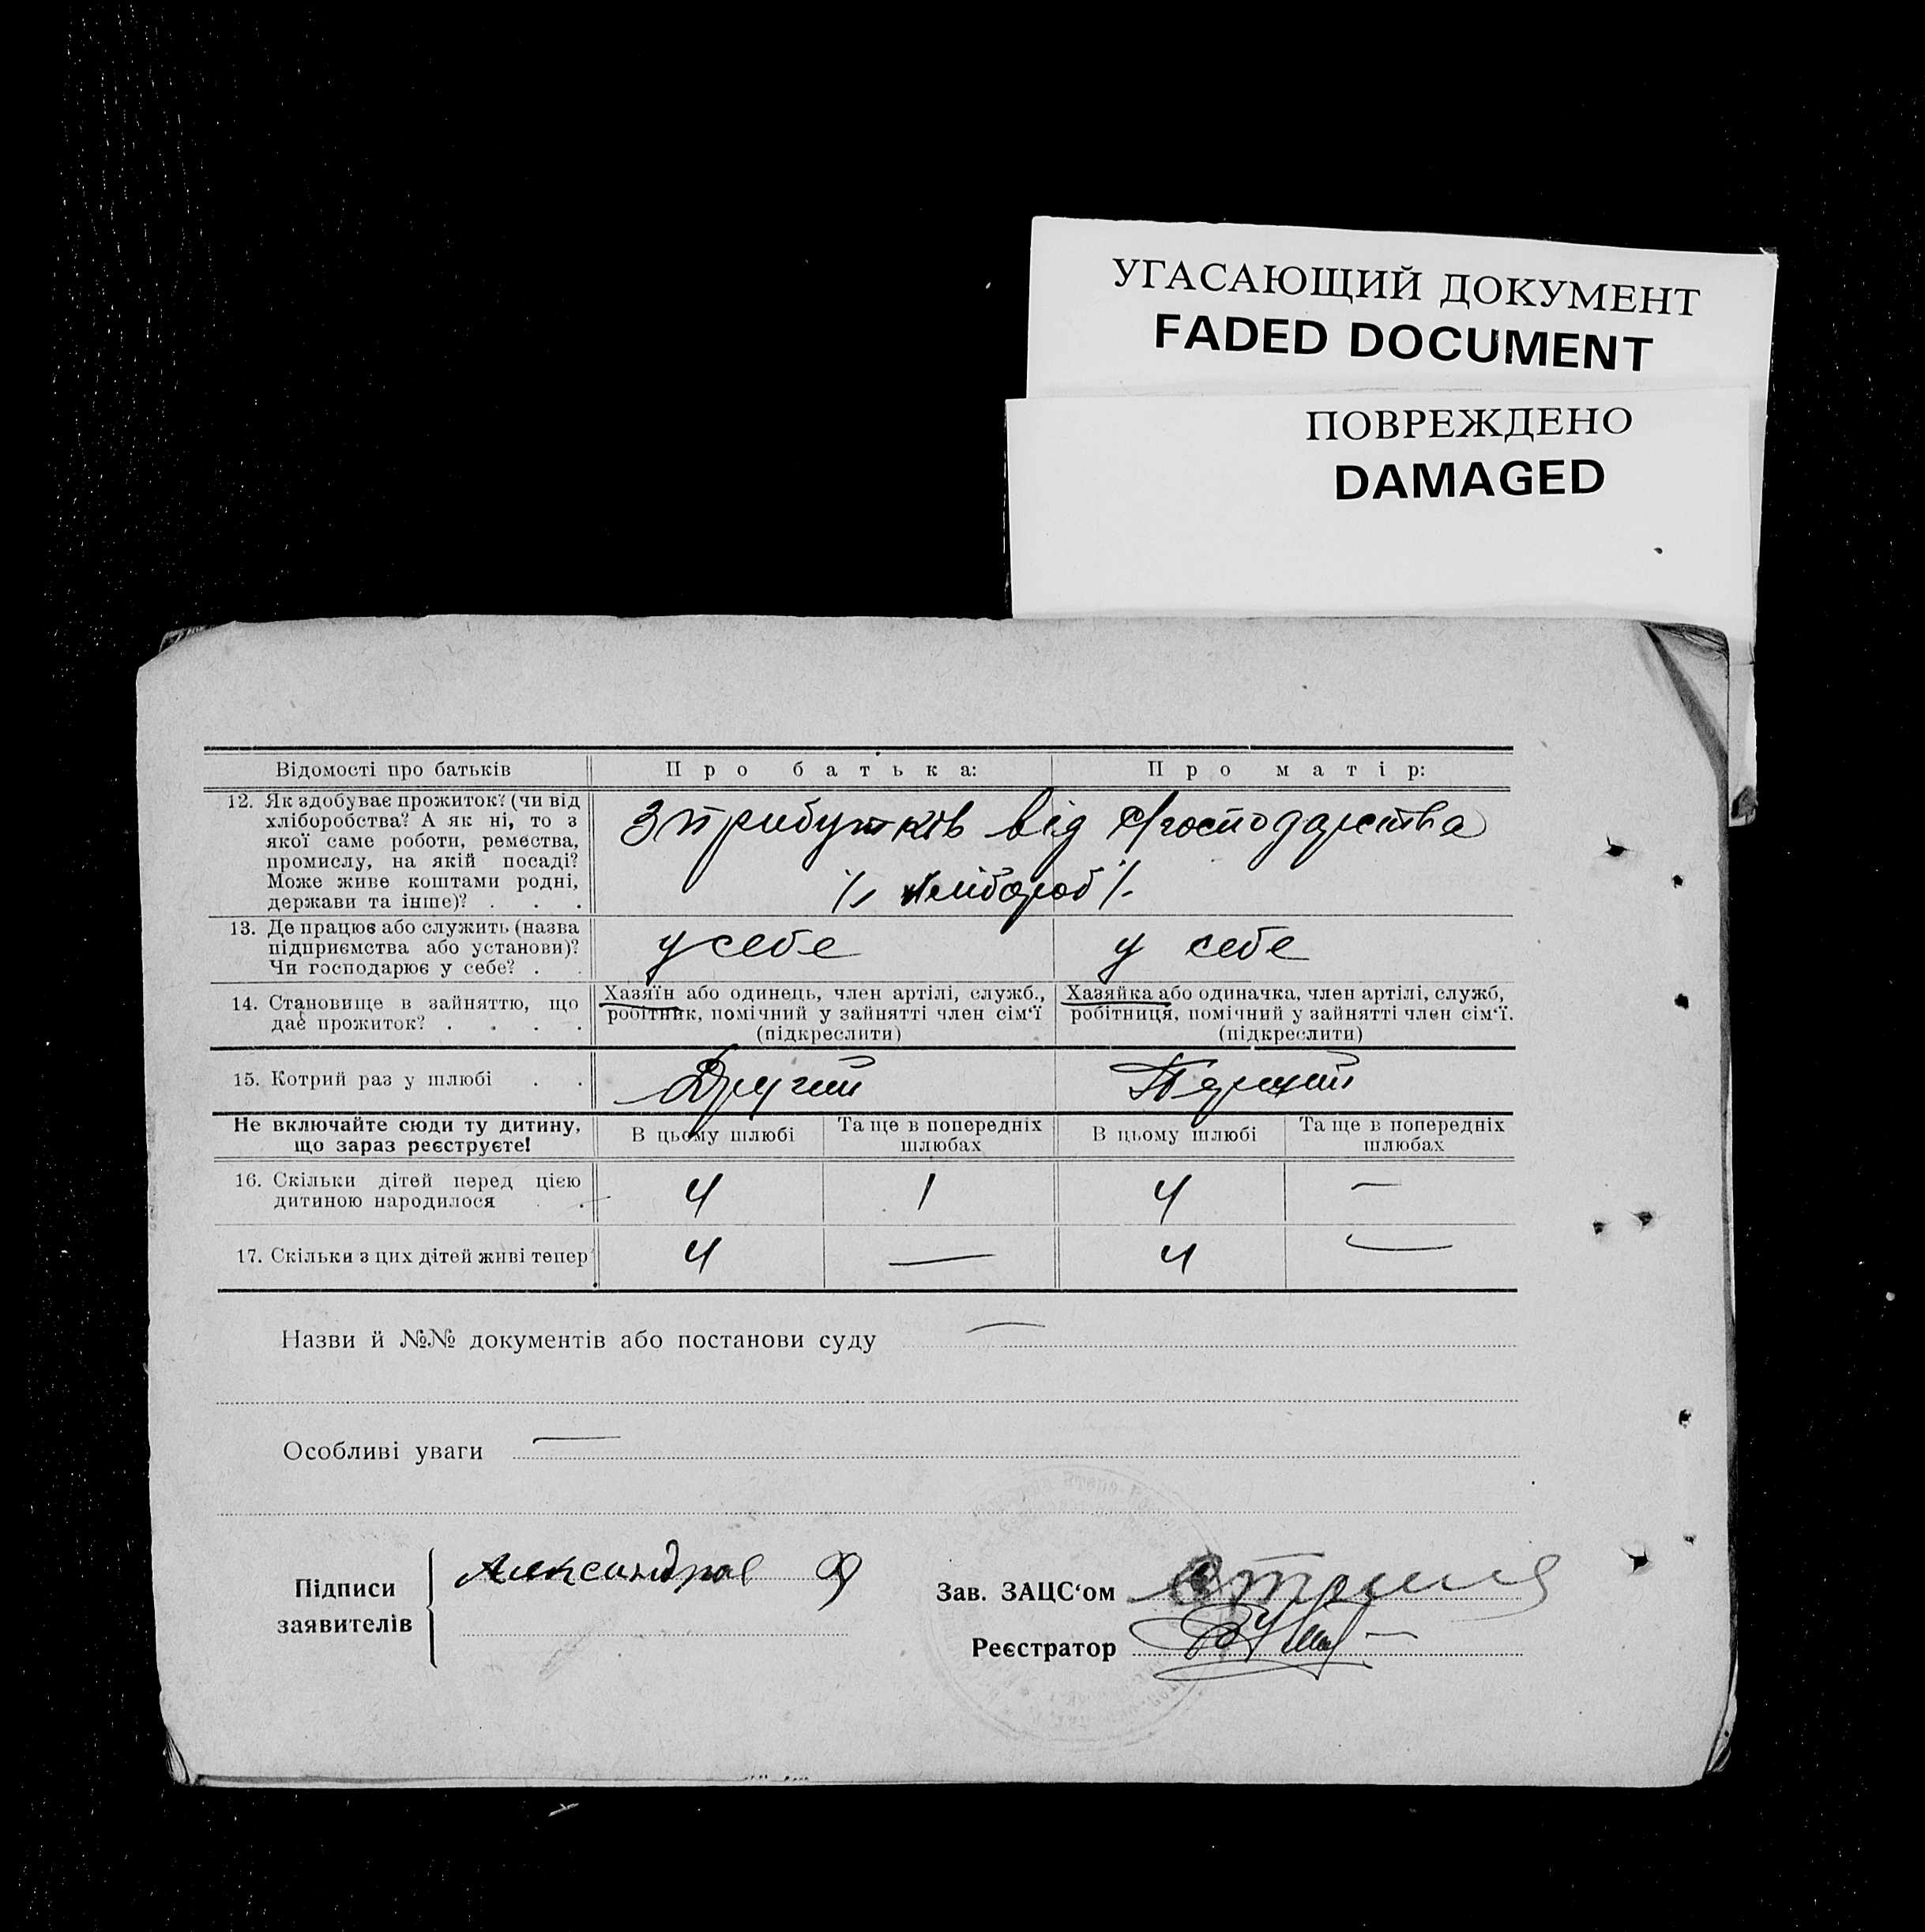 УГАСАЮЩИЙ ДОКУМЕНТ
FADED DOCUMENT
ПОВРЕЖДЕНО
DAMAGED
Відомості про батьків Про батька: Про матір:
12. Як здобуває прожиток? (чи від
хліборобства? А як ні, то з
якої саме роботи, ремества,
промислу, на якій посаді?
Може живе коштами родні,
держави та інше)? . . .
З прибутків від с/господарства
/хлібороб/.
13. Де працює або служить (назва
підприємства або установи)?
Чи господарює у себе? . .
у себе у себе
14. Становище в зайняттю, що
дає прожиток? . . . .
Хазяїн або одинець, член артілі, служб.,
робітник, помічний у зайнятті член сім‘ї
(підкреслити)
Хазяйка або одиначка, член артілі, служб,
робітниця, помічний у зайнятті член сім‘ї.
(підкреслити)
15. Котрий раз у шлюбі . . Другий Перший
Не включайте сюди ту дитину,
що зараз реєструєте!
В цьому шлюбі Та ще в попередніх
шлюбах
В цьому шлюбі Та ще в попередніх
шлюбах
16. Скільки дітей перед цією
дитиною народилося . .
4 1 4 —
17. Скільки з цих дітей живі тепер 4 — 4 —
Назви й №№ документів або постанови суду —
Особливі уваги —
Підписи
заявителів
Александров
Зав. ЗАЦС‘ом
Реєстратор